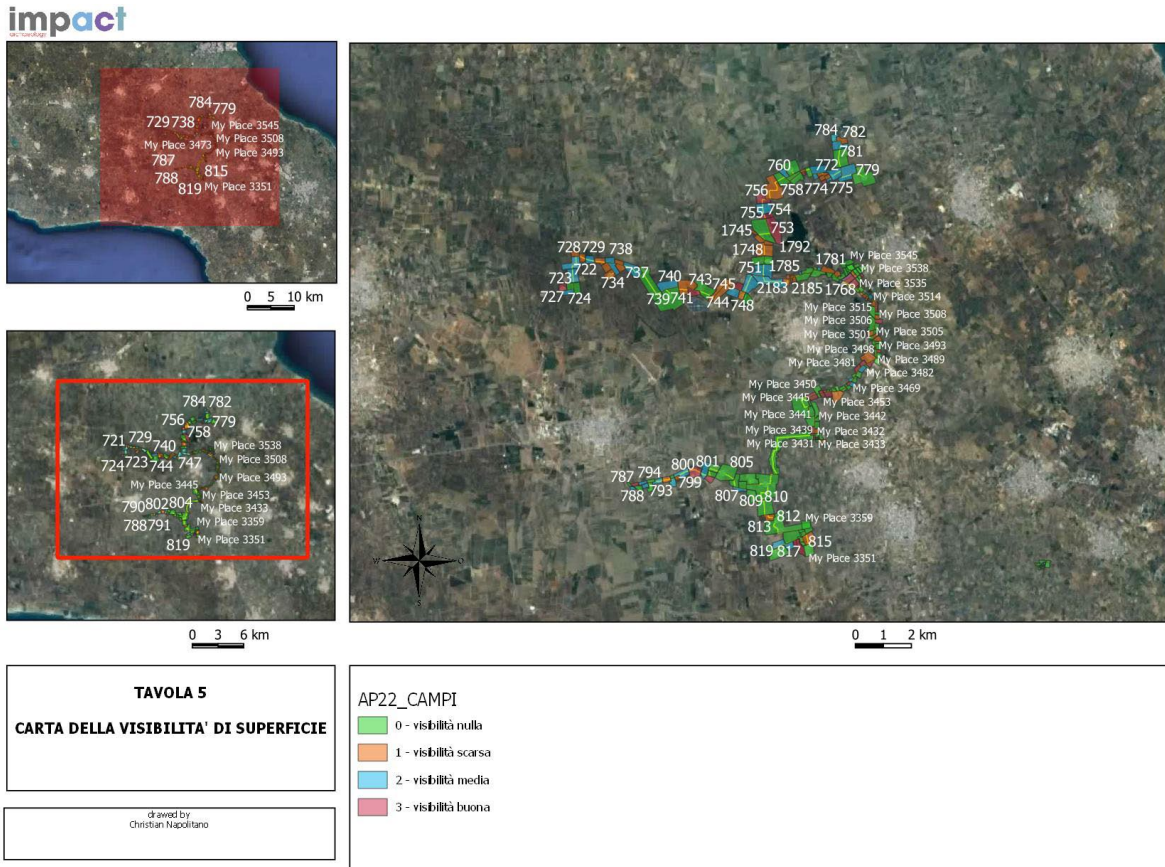 impact
archaeology
784 779
729 738 My Place 3545
My Place 3508
My Place 3473
My Place 3493
787
815
788
819 My Place 3351
0 5 10 km
784 782
756 779
721 729 758
740 My Place 3538
724 723 744 747 My Place 3508
My Place 3493
My Place 3445
My Place 3453
790 802 804
My Place 3433
788 791 My Place 3359
819 My Place 3351
0 3 6 km
784 782
781
760 772 779
756 758 774 775
755 754
1745 753
728 729 738 1748 1792
723 722 737 740 743 745 751 1785 1781 My Place 3545
My Place 3538
734
727 724 739 741 744 748 2183 2185 1768 My Place 3535
My Place 3514
My Place 3515
My Place 3508
My Place 3506
My Place 3501 My Place 3505
My Place 3493
My Place 3498
My Place 3489
My Place 3481
My Place 3482
My Place 3450 My Place 3469
My Place 3445
My Place 3453
My Place 3441 My Place 3442
My Place 3439 My Place 3432
My Place 3431 My Place 3433
787 794 800 801 805
788 793 799 807 809 810
812 My Place 3359
813
815
819 817
My Place 3351
N
W
S
0 1 2 km
TAVOLA 5
CARTA DELLA VISIBILITA' DI SUPERFICIE
drawed by
Christian Napolitano
AP22_CAMPI
0 - visibilità nulla
1 - visibilità scarsa
2 - visibilità media
3 - visibilità buona